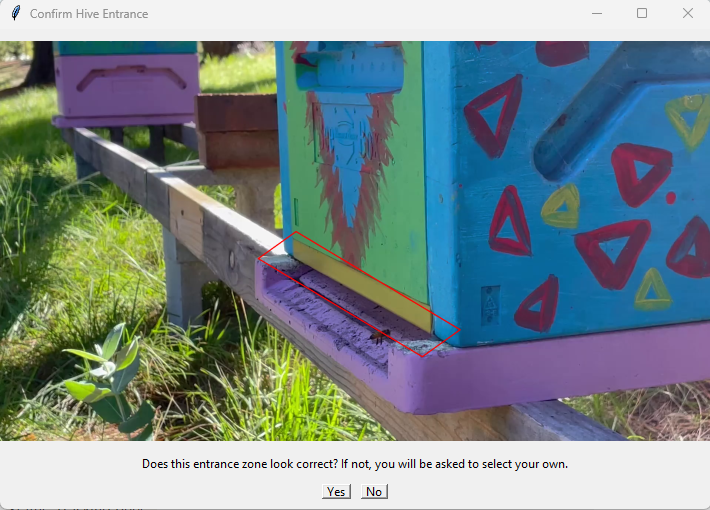 Confirm Hive Entrance
Does this entrance zone look correct? If not, you will be asked to select your own.
Yes
No